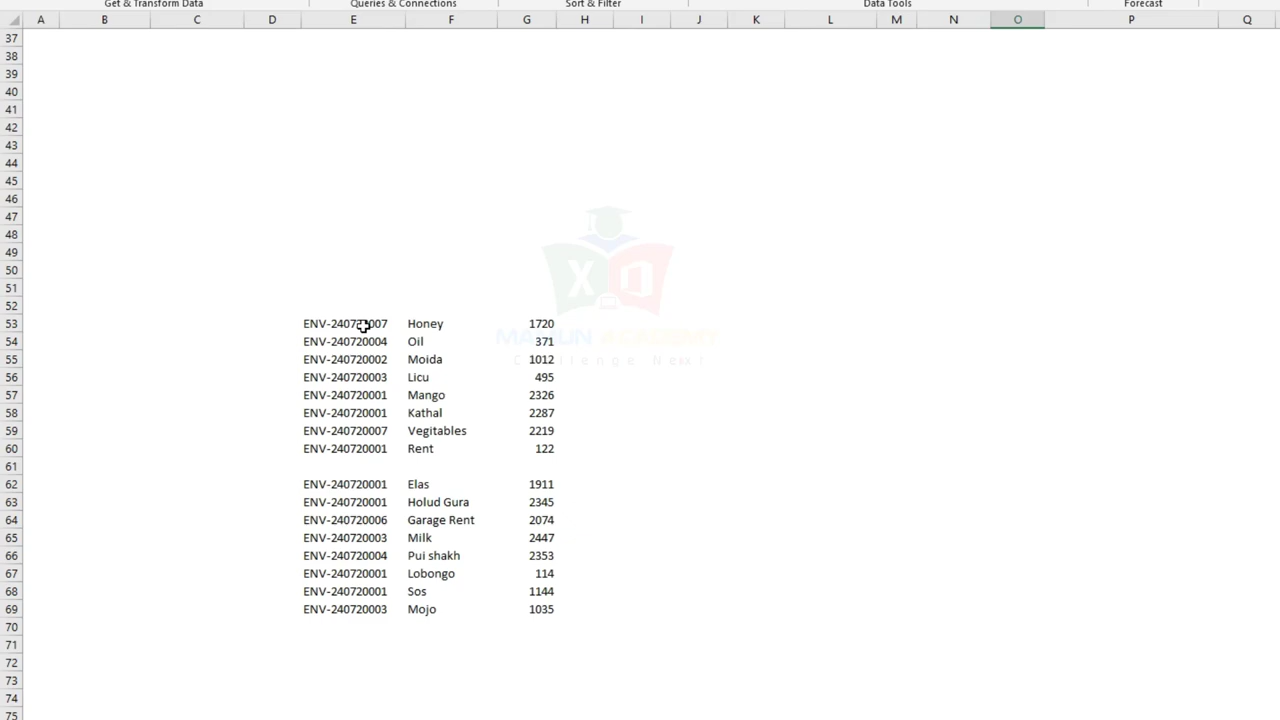 Get & Transform Data Queries & Connections Sort & Filter Data Tools Forecast
A B C D E F G H I J K L M N O P Q
37
38
39
40
41
42
43
44
45
46
47
48
49
50
51
52
53 ENV-240720007 Honey 1720
54 ENV-240720004 Oil 371
MAMUN ACADEMY
55 ENV-240720002 Moida 1012
Challenge Next
56 ENV-240720003 Licu 495
57 ENV-240720001 Mango 2326
58 ENV-240720001 Kathal 2287
59 ENV-240720007 Vegitables 2219
60 ENV-240720001 Rent 122
61
62 ENV-240720001 Elas 1911
63 ENV-240720001 Holud Gura 2345
64 ENV-240720006 Garage Rent 2074
65 ENV-240720003 Milk 2447
66 ENV-240720004 Pui shakh 2353
67 ENV-240720001 Lobongo 114
68 ENV-240720001 Sos 1144
69 ENV-240720003 Mojo 1035
70
71
72
73
74
75